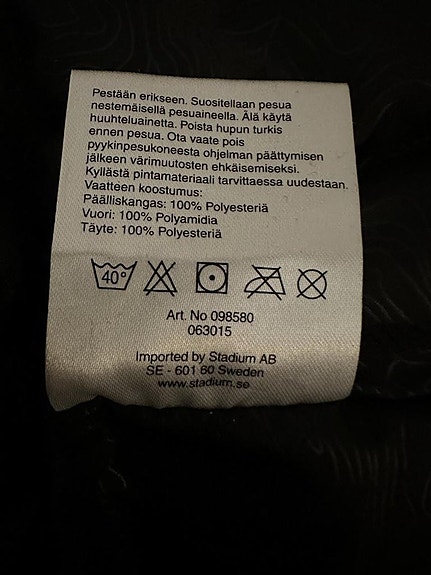 Pestään erikseen. Suositellaan pesua
nestemäisellä pesuaineella. Älä käytä
huuhteluainetta. Poista hupun turkis
ennen pesua. Ota vaate pois
pyykinpesukoneesta ohjelman päättymisen
jälkeen värimuutosten ehkäisemiseksi.
Kyllästä pintamateriaali tarvittaessa uudestaan.
Vaatteen koostumus:
Päälliskangas: 100% Polyesteriä
Vuori: 100% Polyamidia
Täyte: 100% Polyesteriä
40°
Art. No 098580
063015
Imported by Stadium AB
SE - 601 60 Sweden
www.stadium.se